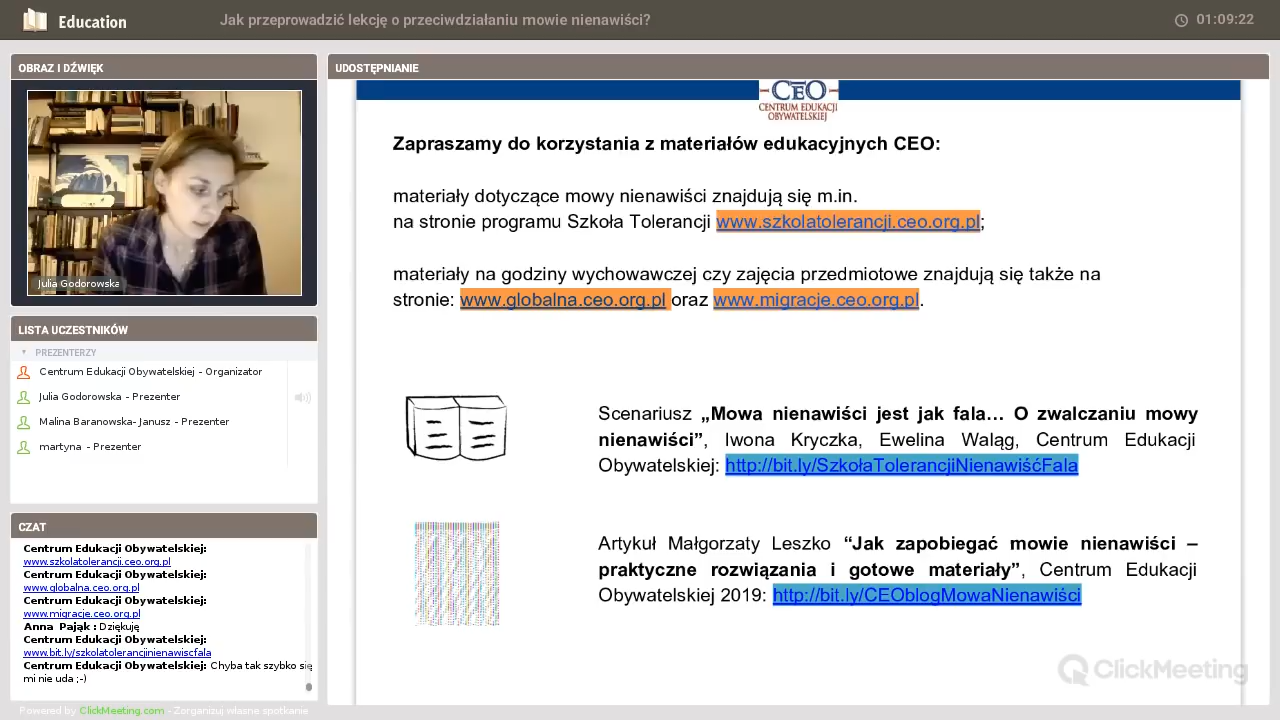 Education
Jak przeprowadzić lekcję o przeciwdziałaniu mowie nienawiści?
01:09:22
OBRAZ I DŹWIĘK
Julia Godorowska
LISTA UCZESTNIKÓW
PREZENTERZY
Centrum Edukacji Obywatelskiej - Organizator
Julia Godorowska - Prezenter
Malina Baranowska- Janusz - Prezenter
martyna - Prezenter
CZAT
Centrum Edukacji Obywatelskiej:
www.szkolatolerancji.ceo.org.pl
Centrum Edukacji Obywatelskiej:
www.globalna.ceo.org.pl
Centrum Edukacji Obywatelskiej:
www.migracje.ceo.org.pl
Anna Pająk : Dziękuję
Centrum Edukacji Obywatelskiej:
www.bit.ly/szkolatolerancjinienawiscfala
Centrum Edukacji Obywatelskiej: Chyba tak szybko się
mi nie uda ;-)
Powered by ClickMeeting.com - Zorganizuj własne spotkanie
UDOSTĘPNIANIE
CEO
CENTRUM EDUKACJI
OBYWATELSKIEJ
Zapraszamy do korzystania z materiałów edukacyjnych CEO:
materiały dotyczące mowy nienawiści znajdują się m.in.
na stronie programu Szkoła Tolerancji www.szkolatolerancji.ceo.org.pl;
materiały na godziny wychowawczej czy zajęcia przedmiotowe znajdują się także na
stronie: www.globalna.ceo.org.pl oraz www.migracje.ceo.org.pl.
Scenariusz „Mowa nienawiści jest jak fala… O zwalczaniu mowy
nienawiści”, Iwona Kryczka, Ewelina Waląg, Centrum Edukacji
Obywatelskiej: http://bit.ly/SzkołaTolerancjiNienawiśćFala
Artykuł Małgorzaty Leszko “Jak zapobiegać mowie nienawiści –
praktyczne rozwiązania i gotowe materiały”, Centrum Edukacji
Obywatelskiej 2019: http://bit.ly/CEOblogMowaNienawiści
ClickMeeting